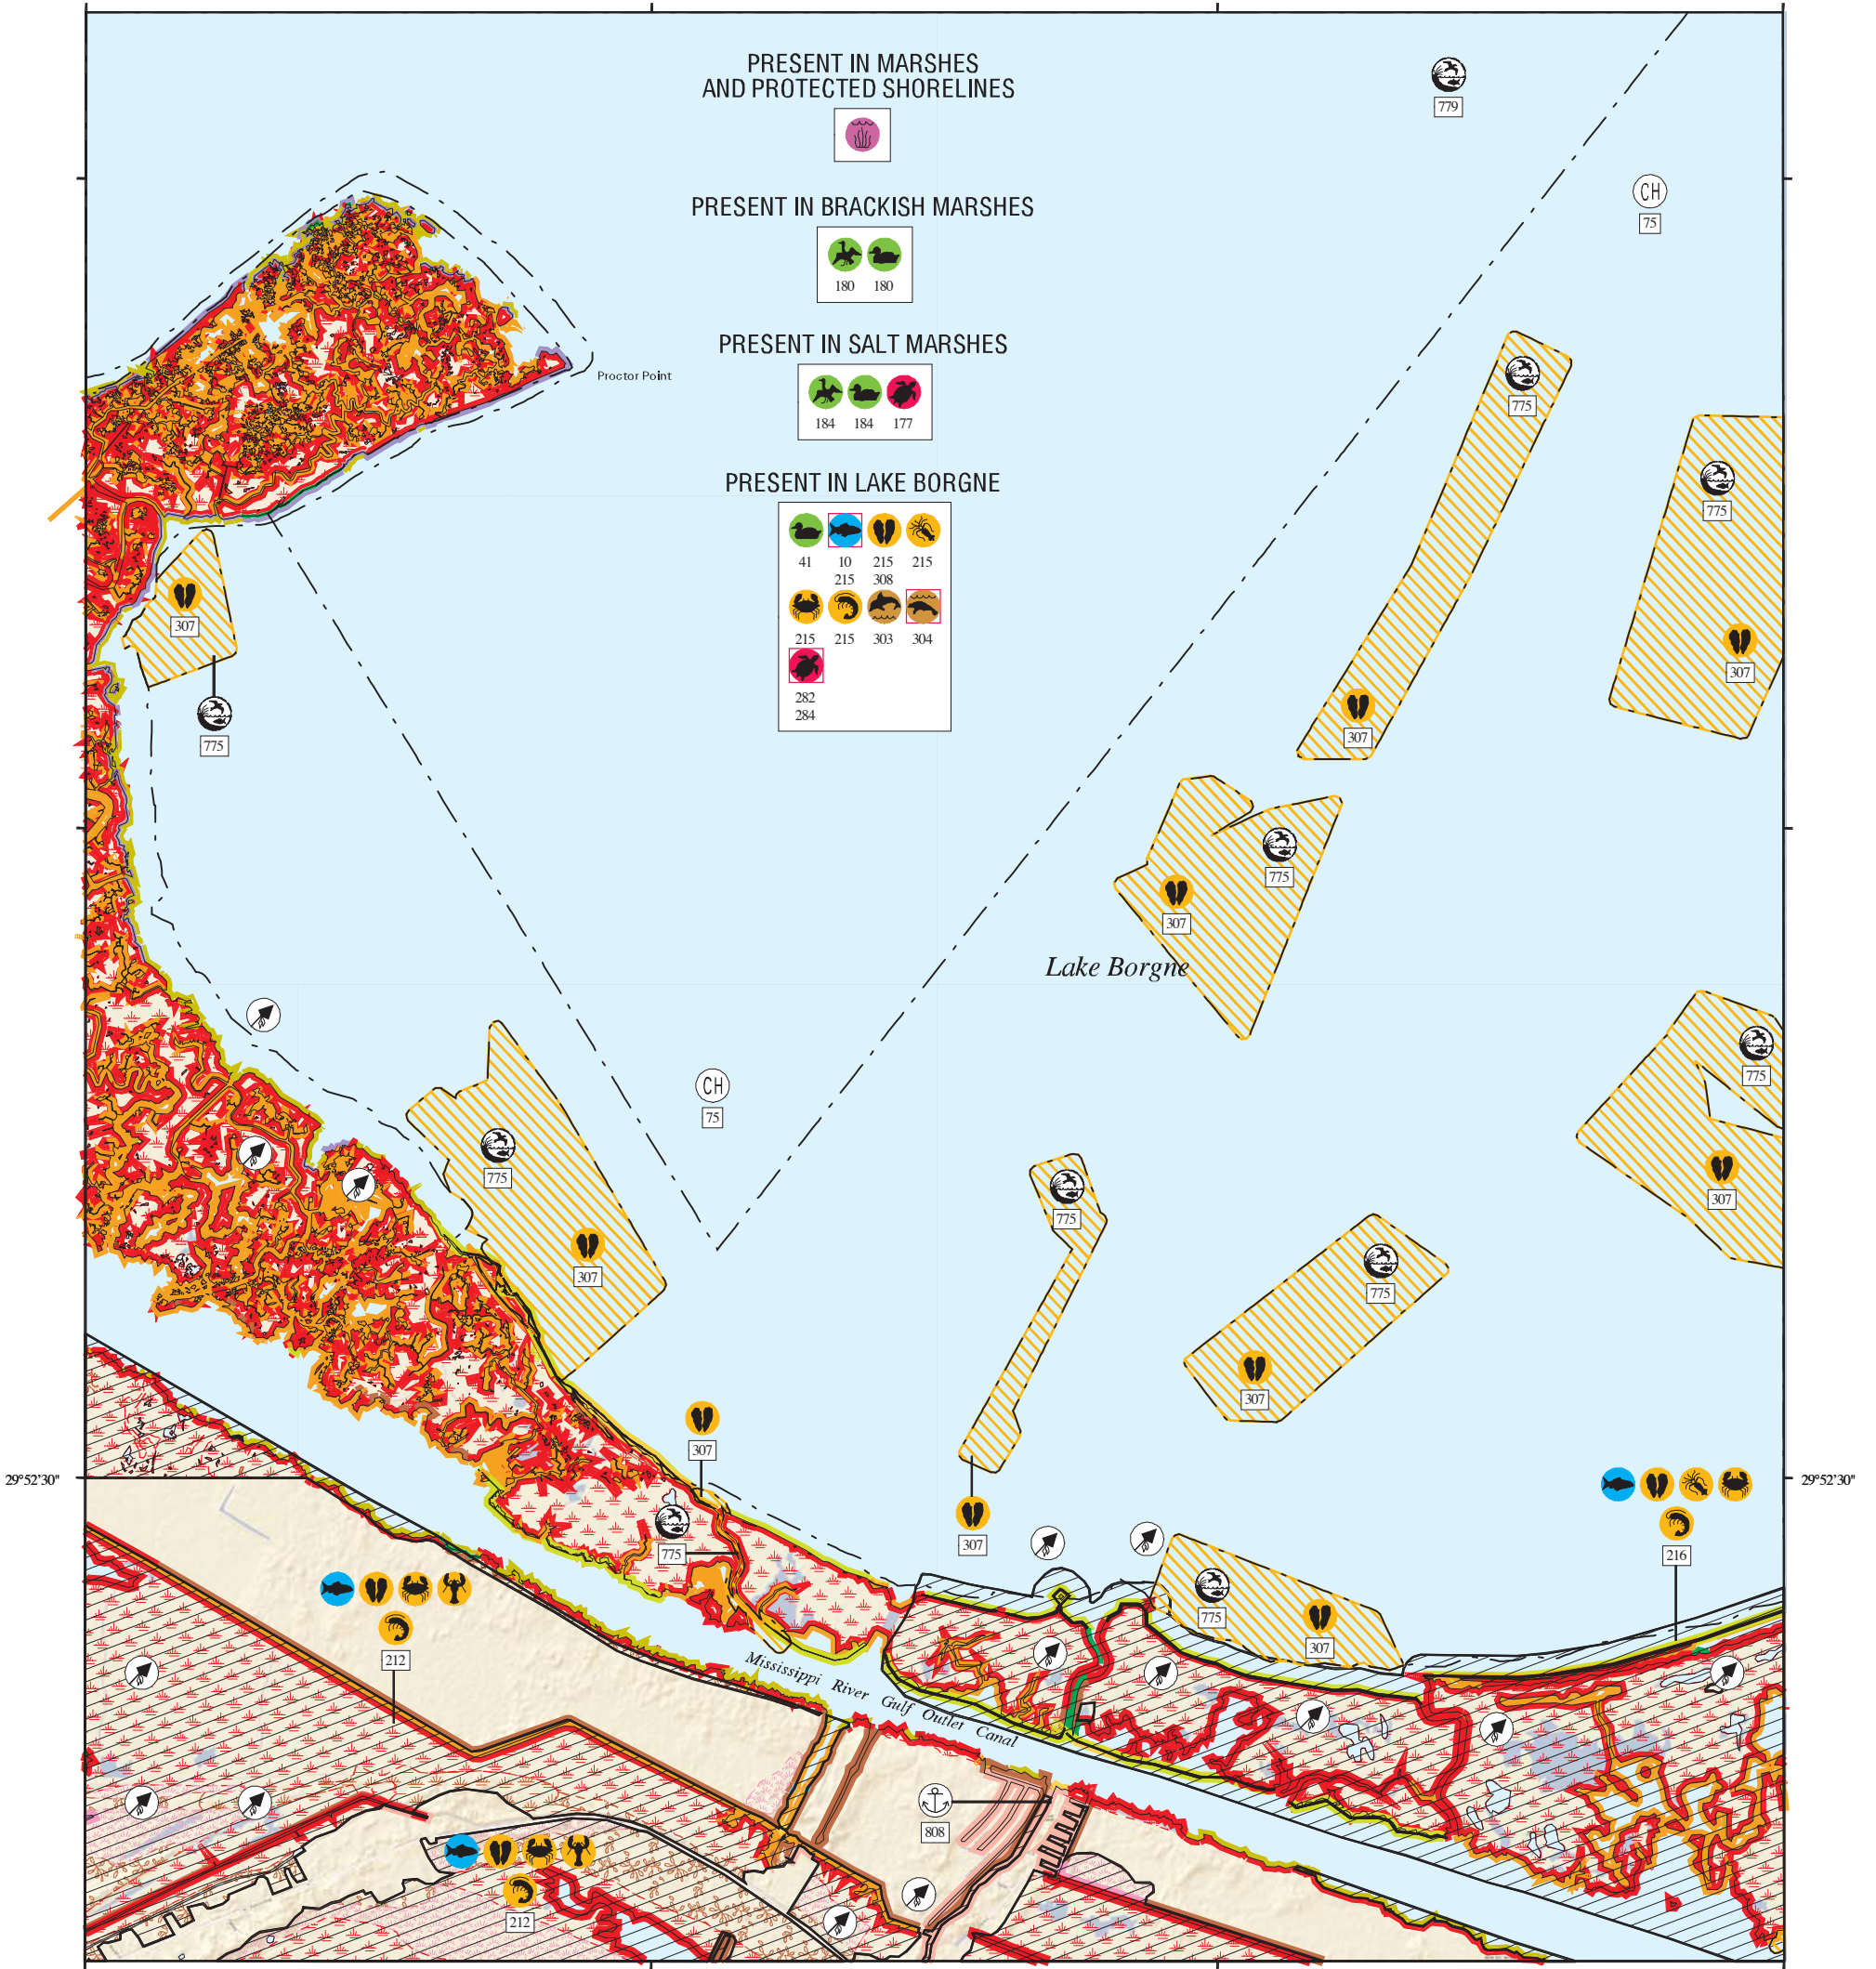 PRESENT IN MARSHES
AND PROTECTED SHORELINES
779
CH
75
PRESENT IN BRACKISH MARSHES
180 180
PRESENT IN SALT MARSHES
184 184 177
Proctor Point
775
775
PRESENT IN LAKE BORGNE
41 10 215 215
215 308
215 215 303 304
282
284
307
307
307
775
775
307
Lake Borgne
775
CH
75
775
307
775
307
775
307
307
307
29°52'30"
29°52'30"
307
775
216
775
307
212
Mississippi River Gulf Outlet Canal
808
212